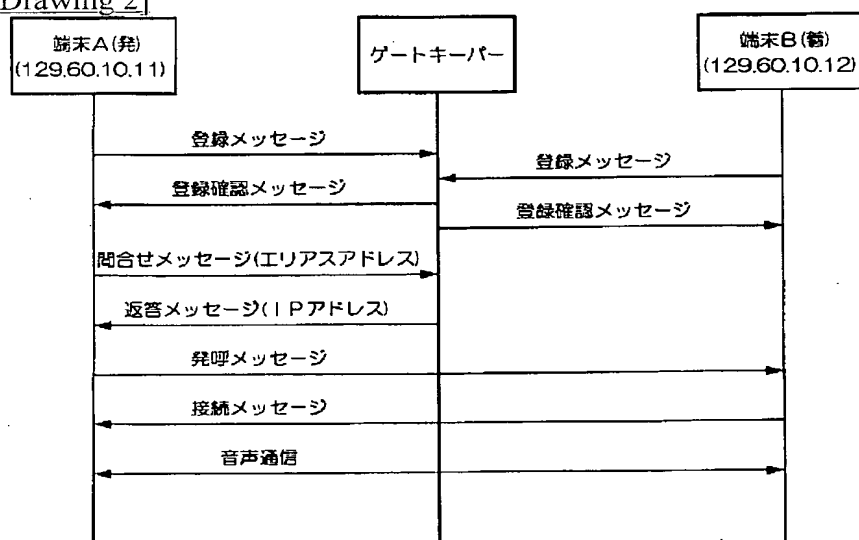 Drawing 2]
端末A(発)
(129.60.10.11)
ゲートキーパー
端末B(着)
(129.60.10.12)
登録メッセージ
登録メッセージ
登録確認メッセージ
登録確認メッセージ
問合せメッセージ(エリアスアドレス)
返答メッセージ(IPアドレス)
発呼メッセージ
接続メッセージ
音声通信